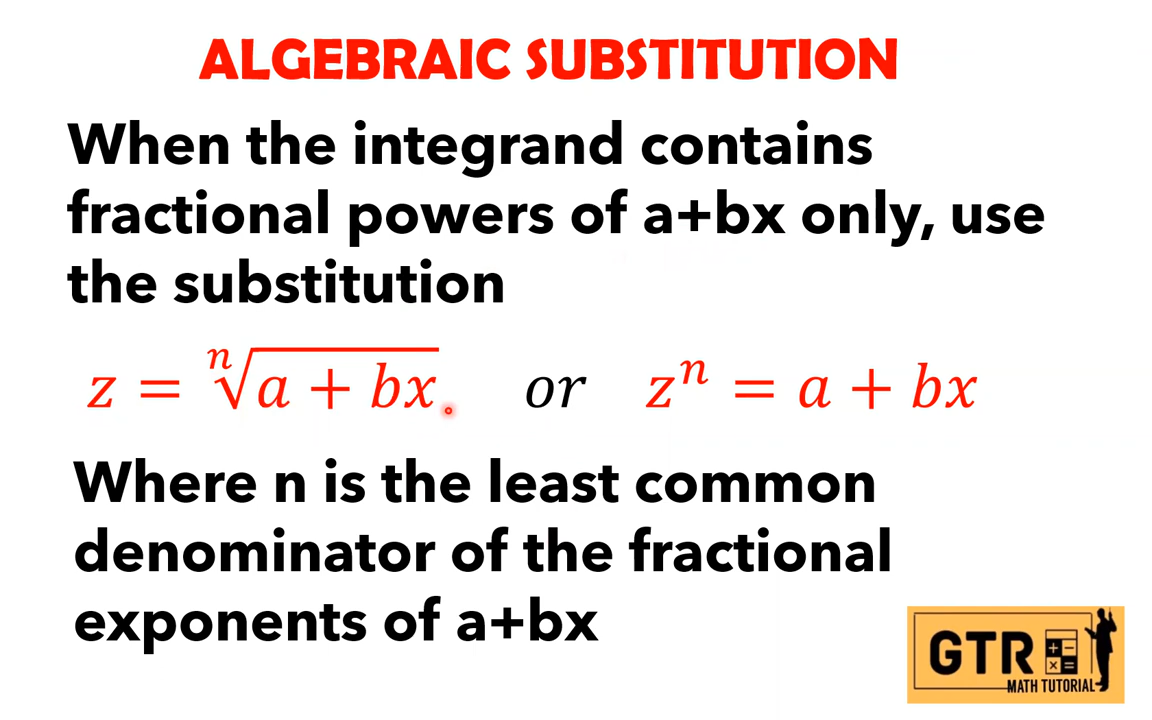 ALGEBRAIC SUBSTITUTION
When the integrand contains
fractional powers of a+bx only, use
the substitution
z = ⁿ√(a + bx) or zⁿ = a + bx
Where n is the least common
denominator of the fractional
exponents of a+bx
GTR
MATH TUTORIAL